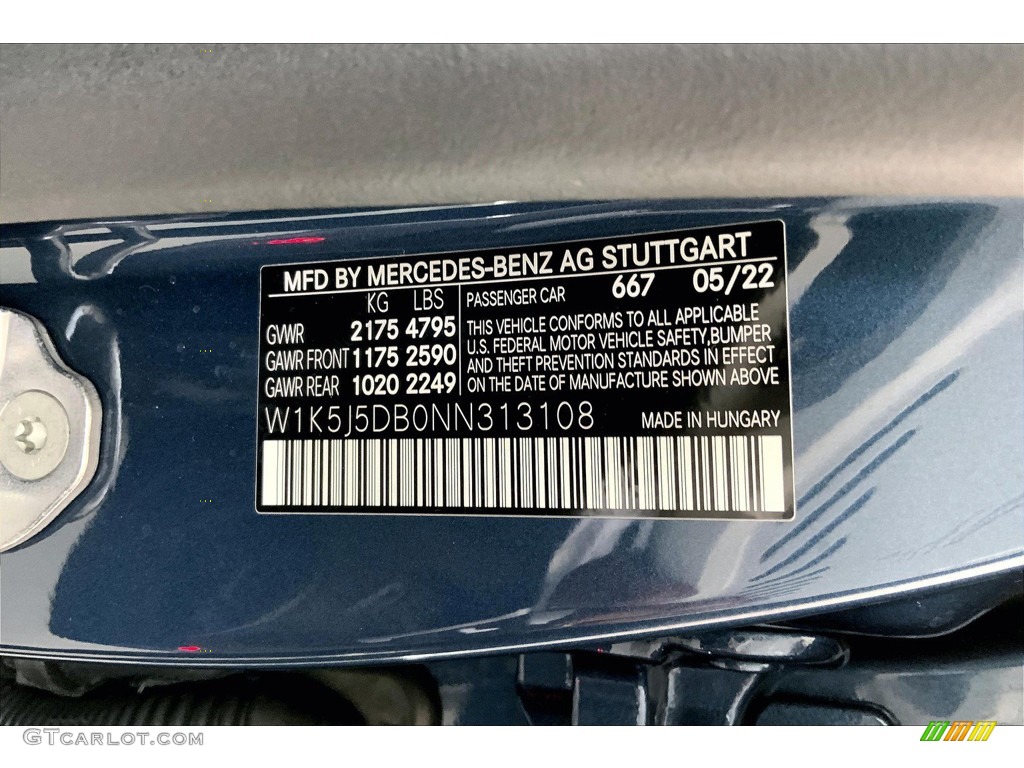 MFD BY MERCEDES-BENZ AG STUTTGART
KG LBS
GVWR 2175 4795
GAWR FRONT 1175 2590
GAWR REAR 1020 2249
PASSENGER CAR 667 05/22
THIS VEHICLE CONFORMS TO ALL APPLICABLE
U.S. FEDERAL MOTOR VEHICLE SAFETY,BUMPER
AND THEFT PREVENTION STANDARDS IN EFFECT
ON THE DATE OF MANUFACTURE SHOWN ABOVE
W1K5J5DB0NN313108 MADE IN HUNGARY
GTCARLOT.COM